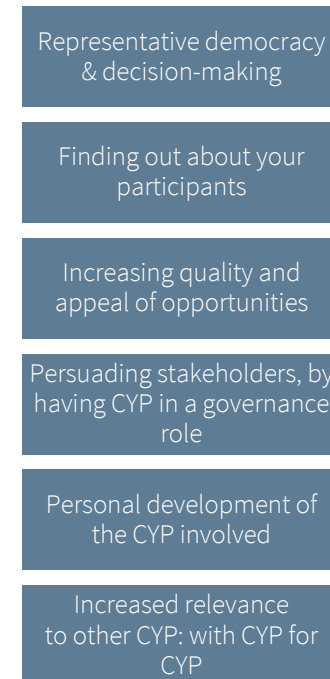 Representative democracy
& decision-making
Finding out about your
participants
Increasing quality and
appeal of opportunities
Persuading stakeholders, by
having CYP in a governance
role
Personal development of
the CYP involved
Increased relevance
to other CYP: with CYP for
CYP